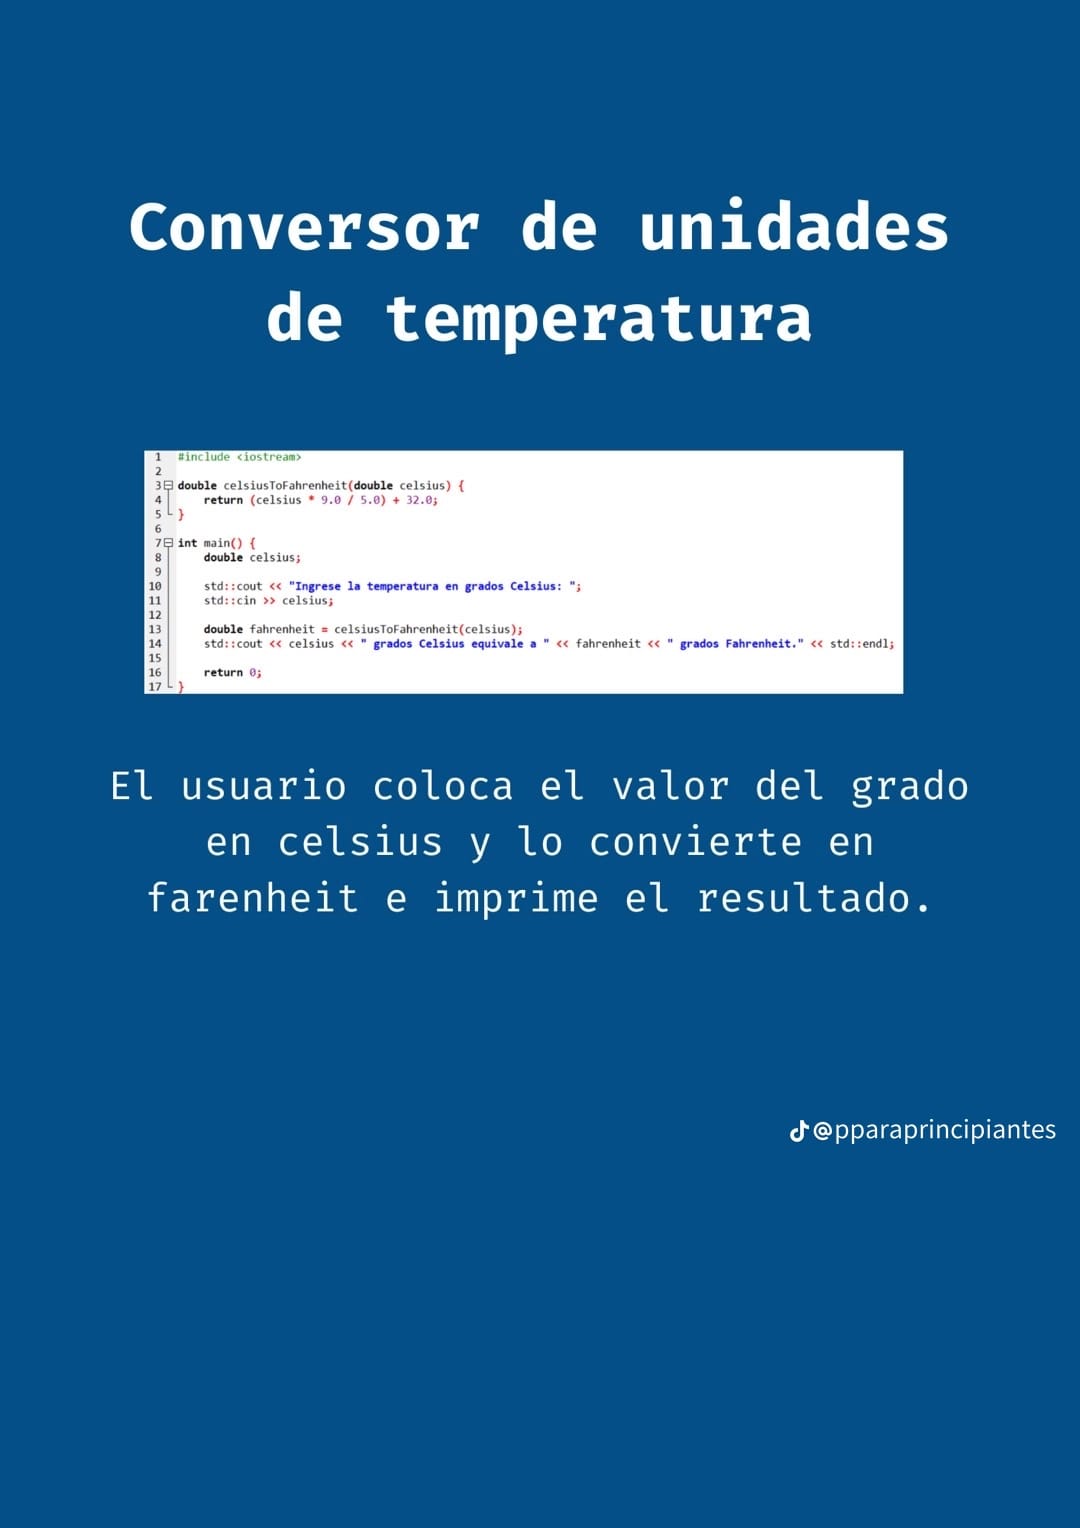 Conversor de unidades
de temperatura
1 #include <iostream>
2
3 double celsiusToFahrenheit(double celsius) {
4 return (celsius * 9.0 / 5.0) + 32.0;
5 }
6
7 int main() {
8 double celsius;
9
10 std::cout << "Ingrese la temperatura en grados Celsius: ";
11 std::cin >> celsius;
12
13 double fahrenheit = celsiusToFahrenheit(celsius);
14 std::cout << celsius << " grados Celsius equivale a " << fahrenheit << " grados Fahrenheit." << std::endl;
15
16 return 0;
17 }
El usuario coloca el valor del grado
en celsius y lo convierte en
farenheit e imprime el resultado.
@pparaprincipiantes